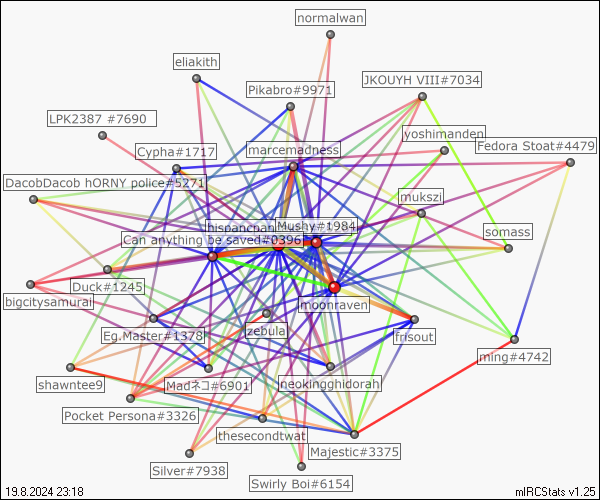 normalwan
eliakith
JKOUYH VIII#7034
Pikabro#9971
LPK2387 #7690
yoshimanden
Fedora Stoat#4479
Cypha#1717
marcemadness
DacobDacob hORNY police#5271
mukszi
hispanchan
Mushy#1984
Can anything be saved#0396
somass
Duck#1245
bigcitysamurai
moonraven
Eg.Master#1378
zebula
frisout
ming#4742
shawntee9
Madネコ#6901
neokingghidorah
Pocket Persona#3326
thesecondtwat
Majestic#3375
Silver#7938
Swirly Boi#6154
19.8.2024 23:18
mIRCStats v1.25